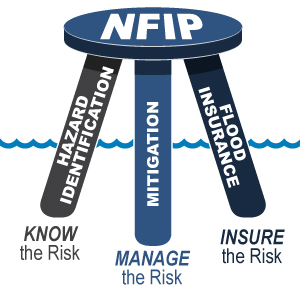 NFIP
HAZARD
IDENTIFICATION
MITIGATION
FLOOD
INSURANCE
KNOW
the Risk
MANAGE
the Risk
INSURE
the Risk